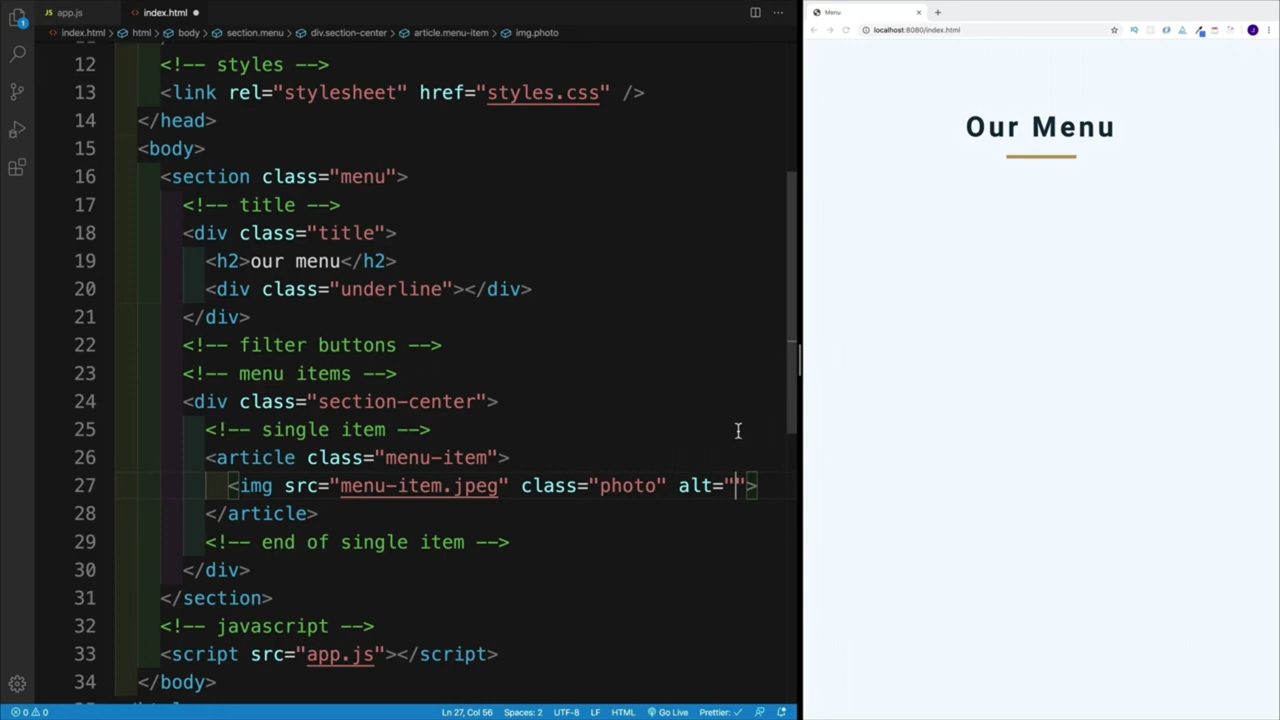 app.js
index.html
index.html > html > body > section.menu > div.section-center > article.menu-item > img.photo
12 <!-- styles -->
13 <link rel="stylesheet" href="styles.css" />
14 </head>
15 <body>
16 <section class="menu">
17 <!-- title -->
18 <div class="title">
19 <h2>our menu</h2>
20 <div class="underline"></div>
21 </div>
22 <!-- filter buttons -->
23 <!-- menu items -->
24 <div class="section-center">
25 <!-- single item -->
26 <article class="menu-item">
27 <img src="menu-item.jpeg" class="photo" alt="">
28 </article>
29 <!-- end of single item -->
30 </div>
31 </section>
32 <!-- javascript -->
33 <script src="app.js"></script>
34 </body>
0 0 Ln 27, Col 56 Spaces: 2 UTF-8 LF HTML Go Live Prettier: ✓
Menu
localhost:8080/index.html
Our Menu